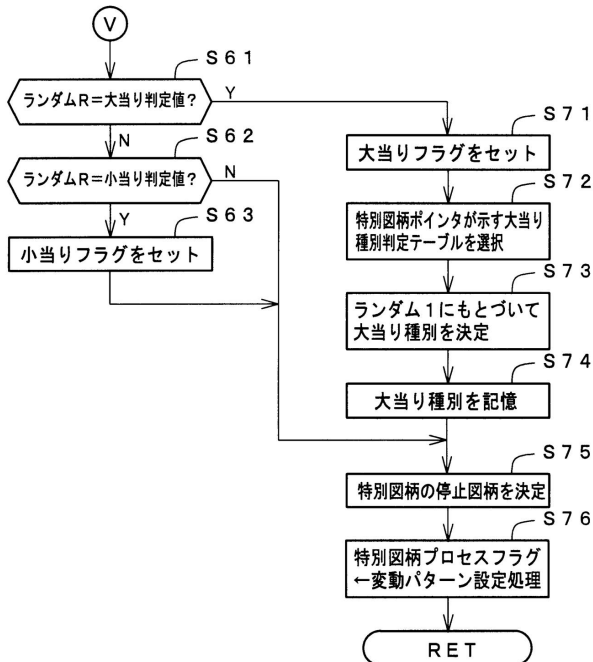 V
S61
ランダムR＝大当り判定値？
Y
N
S62
ランダムR＝小当り判定値？
N
Y
S63
小当りフラグをセット
S71
大当りフラグをセット
S72
特別図柄ポインタが示す大当り
種別判定テーブルを選択
S73
ランダム1にもとづいて
大当り種別を決定
S74
大当り種別を記憶
S75
特別図柄の停止図柄を決定
S76
特別図柄プロセスフラグ
←変動パターン設定処理
RET